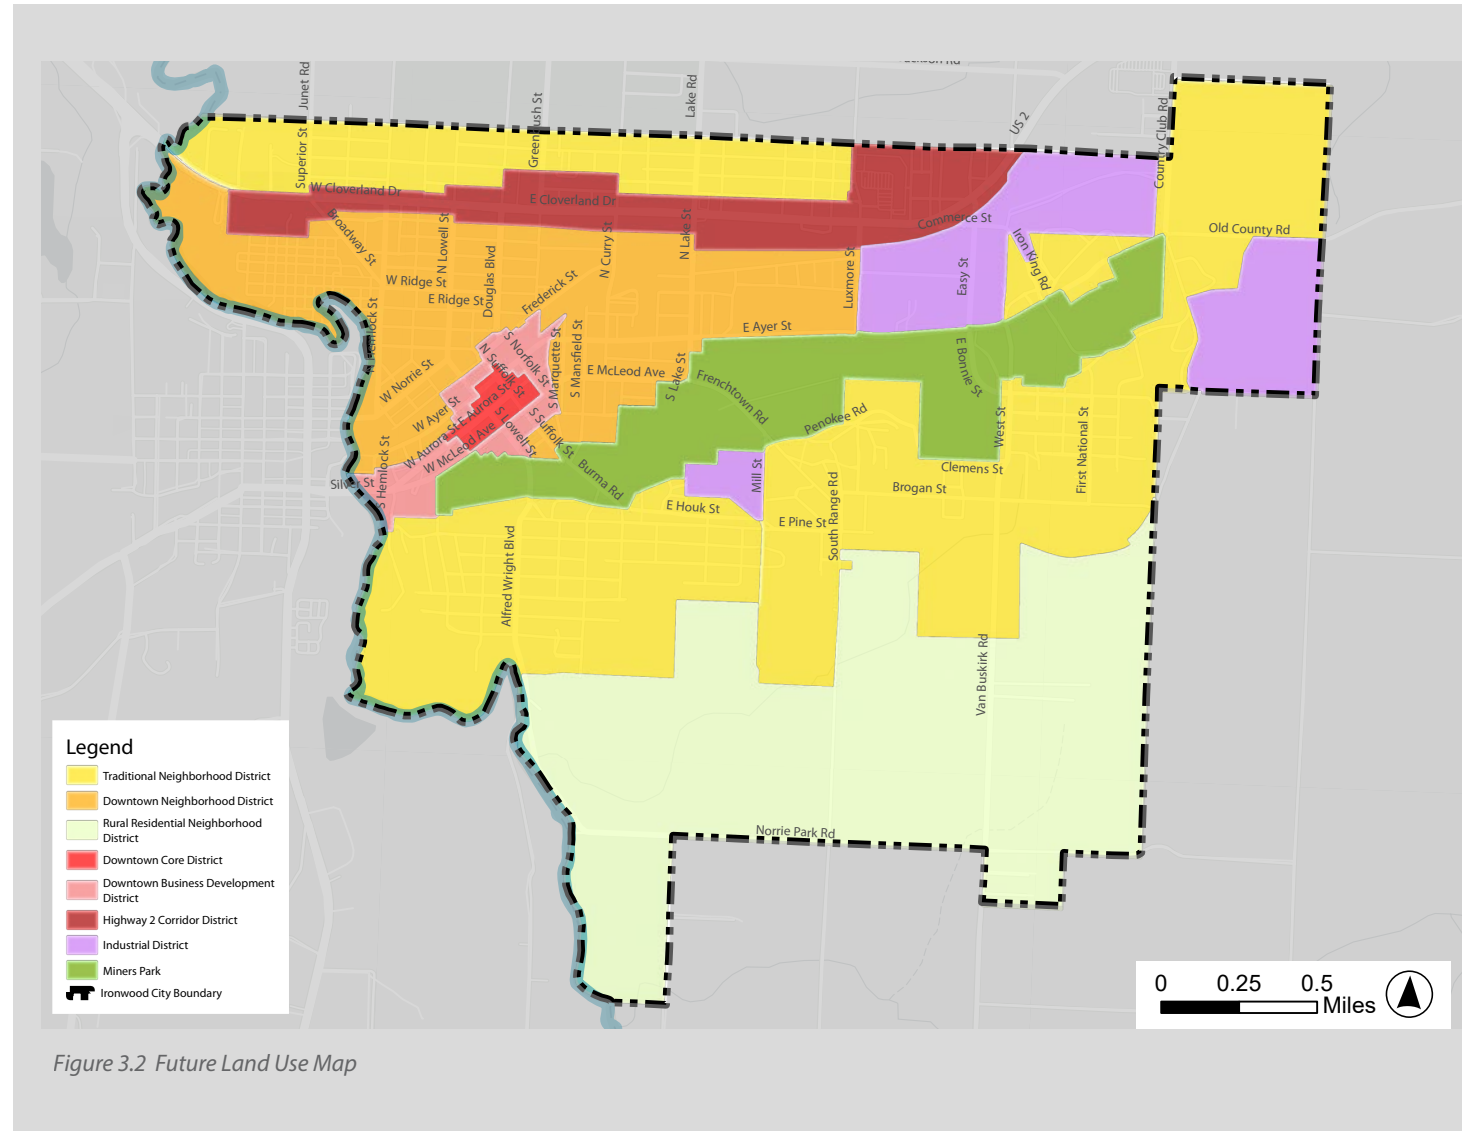 Junet Rd
Superior St
Greenbush St
Lake Rd
US 2
Country Club Rd
W Cloverland Dr
E Cloverland Dr
Commerce St
Old County Rd
Broadway St
N Lowell St
Douglas Blvd
N Curry St
N Lake St
Luxmore St
Easy St
Iron King Rd
W Ridge St
E Ridge St
Frederick St
E Ayer St
Hemlock St
S Norfolk St
N Suffolk St
S Marquette St
S Mansfield St
E McLeod Ave
S Lake St
Frenchtown Rd
E Bonnie St
W Norrie St
W Ayer St
E Aurora St
W Aurora St
W McLeod Ave
S Lowell St
S Suffolk St
Penokee Rd
West St
First National St
S Hemlock St
Silver St
Burma Rd
Mill St
Clemens St
Brogan St
E Houk St
E Pine St
South Range Rd
Alfred Wright Blvd
Van Buskirk Rd
Norrie Park Rd
Legend
Traditional Neighborhood District
Downtown Neighborhood District
Rural Residential Neighborhood
District
Downtown Core District
Downtown Business Development
District
Highway 2 Corridor District
Industrial District
Miners Park
Ironwood City Boundary
0 0.25 0.5
Miles
Figure 3.2 Future Land Use Map